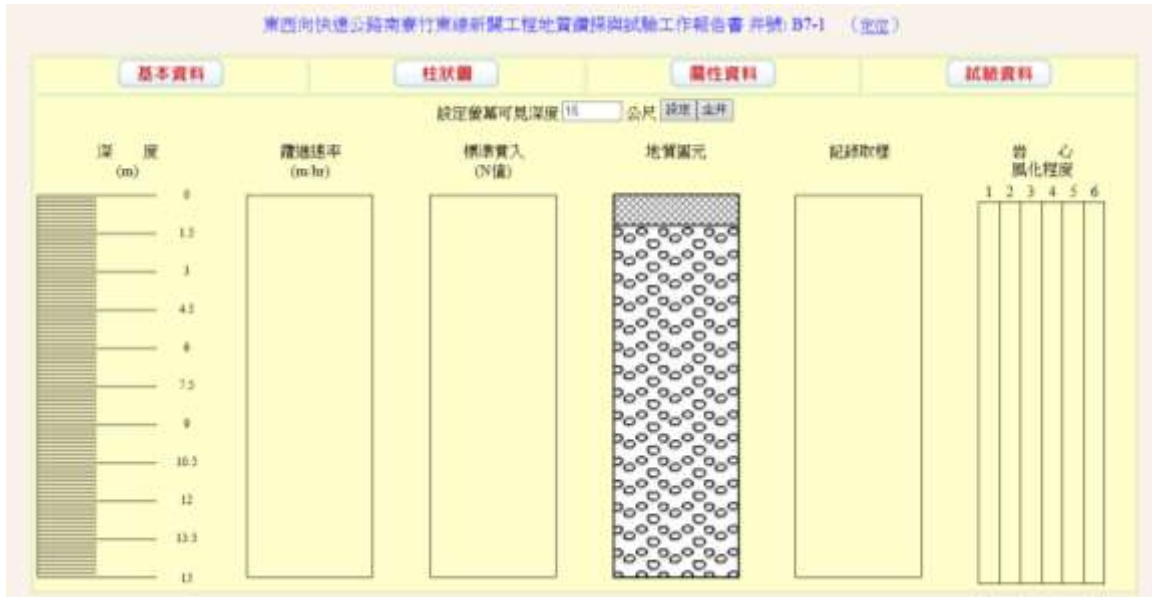 東西向快速公路南寮竹東線新闢工程地質鑽探與試驗工作報告書 井號: B7-1 （定位）
基本資料 柱狀圖 屬性資料 試驗資料
設定螢幕可見深度 15 公尺 設定 全井
深 度 鑽進速率 標準貫入 地質圖元 記錄取樣 岩 心
(m) (m/hr) (N值) 風化程度
1 2 3 4 5 6
0
1.5
3
4.5
6
7.5
9
10.5
12
13.5
15